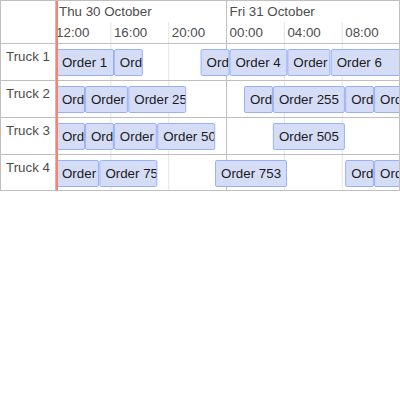 Thu 30 October Fri 31 October
12:00 16:00 20:00 00:00 04:00 08:00
Truck 1 Order 1 Ord Ord Order 4 Order Order 6
Truck 2 Ord Order Order 25 Ord Order 255 Ord Ord
Truck 3 Ord Ord Order Order 50 Order 505
Truck 4 Order Order 75 Order 753 Ord Ord